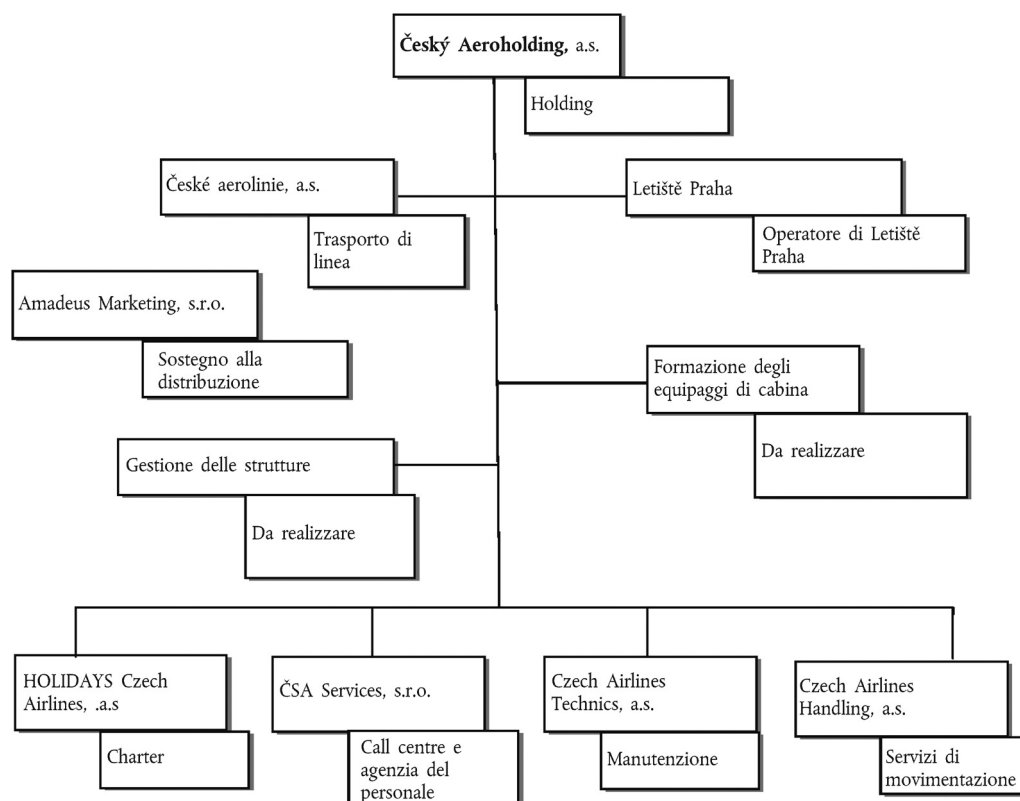 Český Aeroholding, a.s.
Holding
České aerolinie, a.s.
Trasporto di
linea
Letiště Praha
Operatore di Letiště
Praha
Amadeus Marketing, s.r.o.
Sostegno alla
distribuzione
Formazione degli
equipaggi di cabina
Da realizzare
Gestione delle strutture
Da realizzare
HOLIDAYS Czech
Airlines, .a.s
Charter
ČSA Services, s.r.o.
Call centre e
agenzia del
personale
Czech Airlines
Technics, a.s.
Manutenzione
Czech Airlines
Handling, a.s.
Servizi di
movimentazione